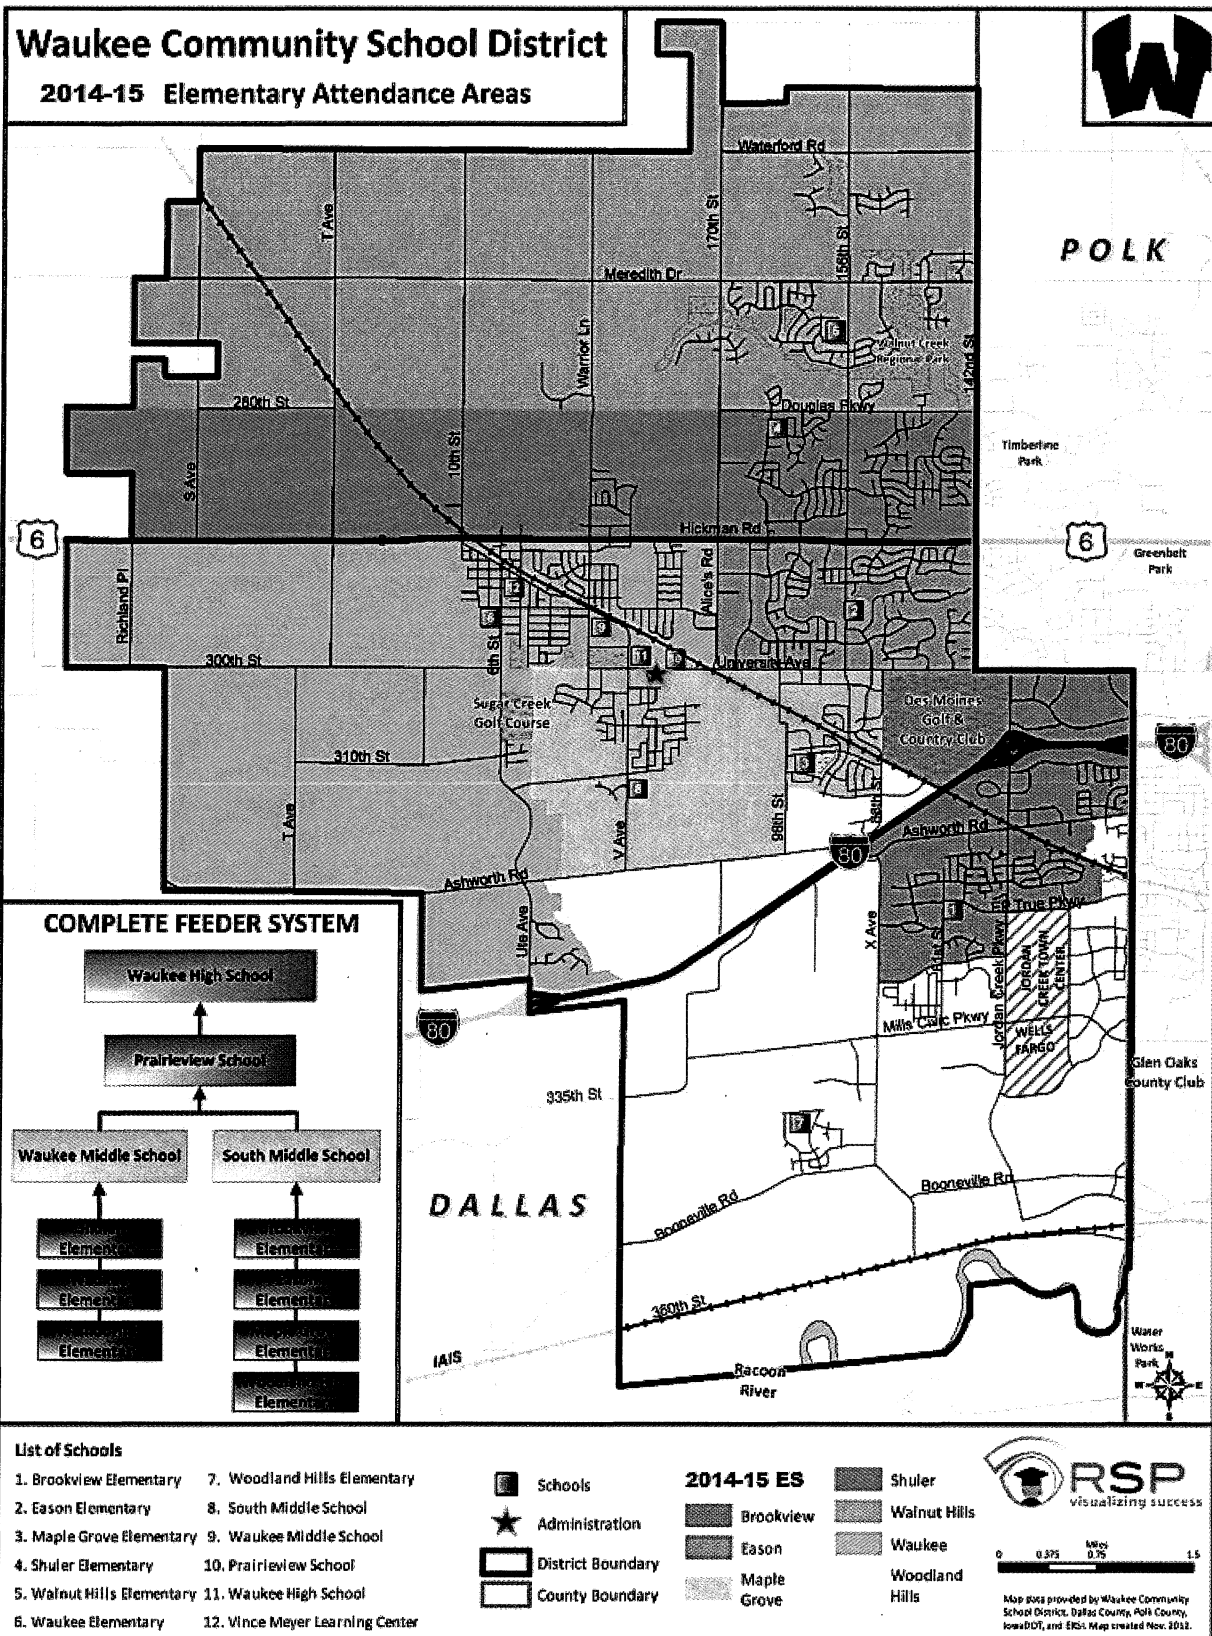 Waukee Community School District
2014-15 Elementary Attendance Areas
W
POLK
Waterford Rd
T Ave
170th St
156th St
Meredith Dr
Warrior Ln
Walnut Creek
Regional Park
142nd St
280th St
Douglas Pkwy
S Ave
10th St
Timberline
Park
6
Hickman Rd
6
Greenbelt
Park
Richland Pl
Alice's Rd
300th St
6th St
University Ave
Sugar Creek
Golf Course
Des Moines
Golf &
Country Club
80
310th St
T Ave
V Ave
98th St
88th St
Ashworth Rd
80
Ashworth Rd
Ute Ave
X Ave
EP True Pkwy
Jordan Creek Pkwy
JORDAN
CREEK TOWN
CENTER
80
Mills Civic Pkwy
WELLS
FARGO
335th St
Glen Oaks
County Club
DALLAS
Booneville Rd
Booneville Rd
360th St
IAIS
Racoon
River
Water
Works
Park
N
W E
S
COMPLETE FEEDER SYSTEM
Waukee High School
Prairieview School
Waukee Middle School
South Middle School
List of Schools
1. Brookview Elementary
2. Eason Elementary
3. Maple Grove Elementary
4. Shuler Elementary
5. Walnut Hills Elementary
6. Waukee Elementary
7. Woodland Hills Elementary
8. South Middle School
9. Waukee Middle School
10. Prairieview School
11. Waukee High School
12. Vince Meyer Learning Center
Schools
Administration
District Boundary
County Boundary
2014-15 ES
Brookview
Eason
Maple
Grove
Shuler
Walnut Hills
Waukee
Woodland
Hills
RSP
visualizing success
Miles
0 0.375 0.75 1.5
Map data provided by Waukee Community
School District, Dallas County, Polk County,
IowaDOT, and ESRI. Map created Nov. 2012.